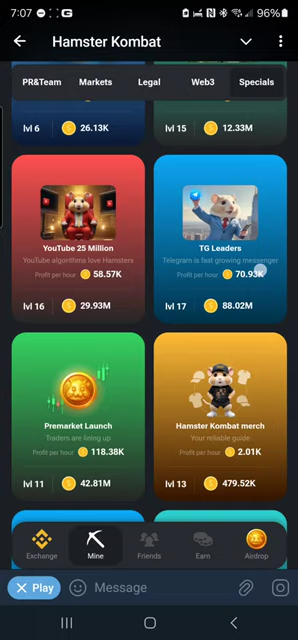 7:07
96%
Hamster Kombat
PR&Team Markets Legal Web3 Specials
lvl 6 26.13K
lvl 15 12.33M
YouTube 25 Million
YouTube algorithms love Hamsters
Profit per hour 58.57K
lvl 16 29.93M
TG Leaders
Telegram is fast growing messenger
Profit per hour 70.93K
lvl 17 88.02M
Premarket Launch
Traders are lining up
Profit per hour 118.38K
lvl 11 42.81M
Hamster Kombat merch
Your reliable guide
Profit per hour 2.01K
lvl 13 479.52K
Exchange Mine Friends Earn Airdrop
Play Message